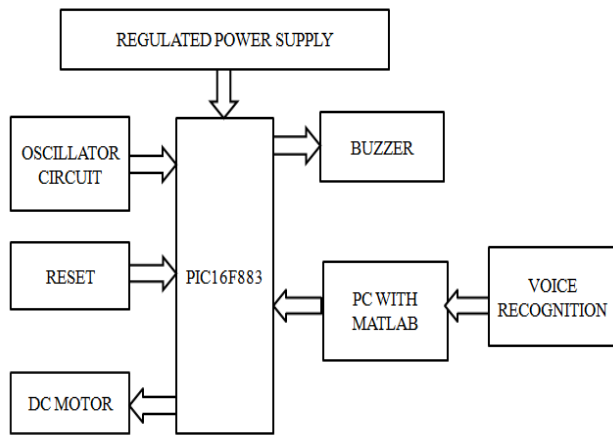 REGULATED POWER SUPPLY
OSCILLATOR
CIRCUIT
BUZZER
RESET
PIC16F883
PC WITH
MATLAB
VOICE
RECOGNITION
DC MOTOR